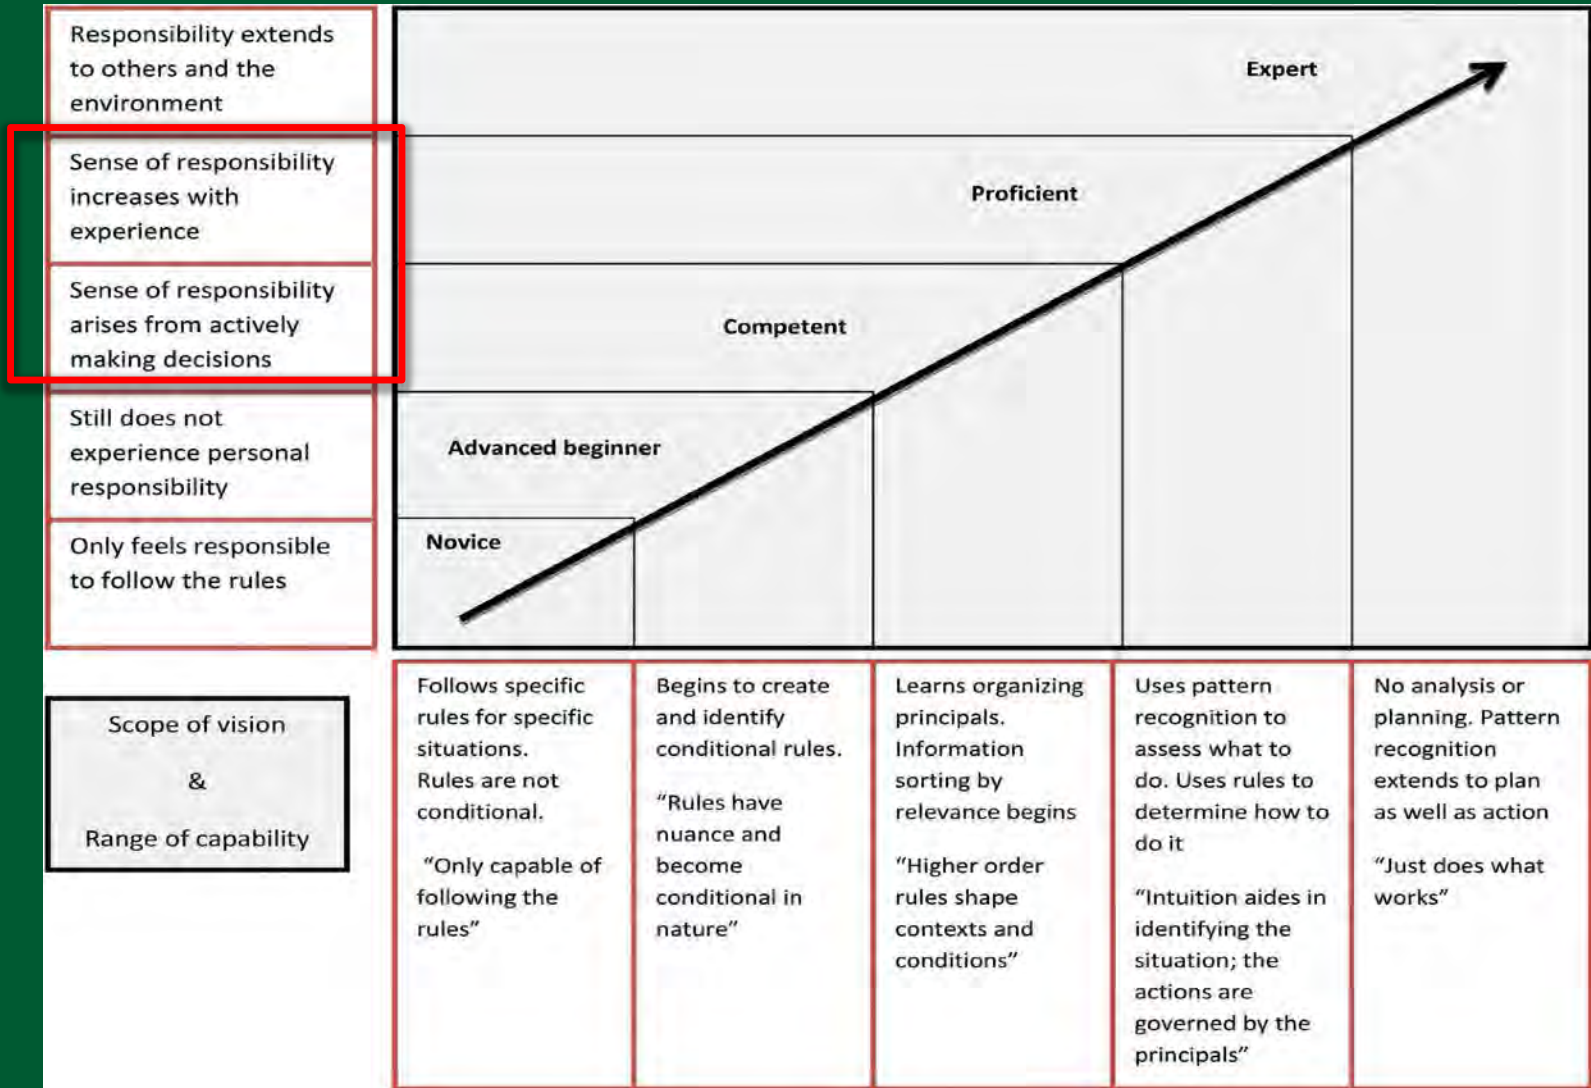 Responsibility extends
to others and the
environment
Sense of responsibility
increases with
experience
Sense of responsibility
arises from actively
making decisions
Still does not
experience personal
responsibility
Only feels responsible
to follow the rules
Expert
Proficient
Competent
Advanced beginner
Novice
Scope of vision
&
Range of capability
Follows specific
rules for specific
situations.
Rules are not
conditional.
“Only capable of
following the
rules”
Begins to create
and identify
conditional rules.
“Rules have
nuance and
become
conditional in
nature”
Learns organizing
principals.
Information
sorting by
relevance begins
“Higher order
rules shape
contexts and
conditions”
Uses pattern
recognition to
assess what to
do. Uses rules to
determine how to
do it
“Intuition aides in
identifying the
situation; the
actions are
governed by the
principals”
No analysis or
planning. Pattern
recognition
extends to plan
as well as action
“Just does what
works”